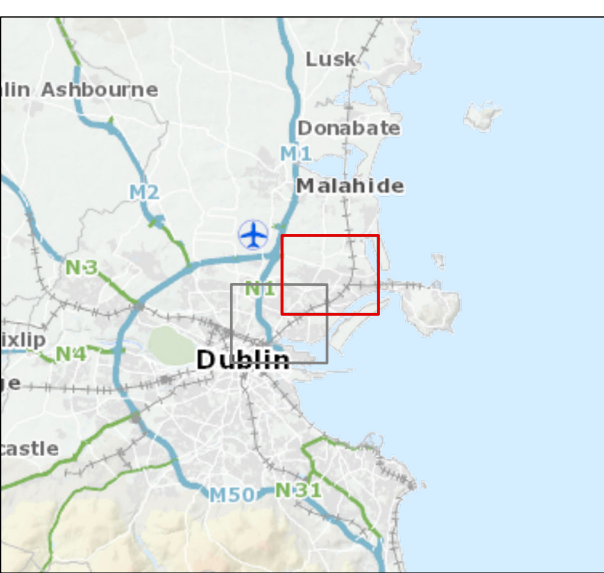 Lusk
lin Ashbourne
Donabate
M1
Malahide
M2
N3
N1
ixlip
N4
Dublin
ge
castle
M50
N31